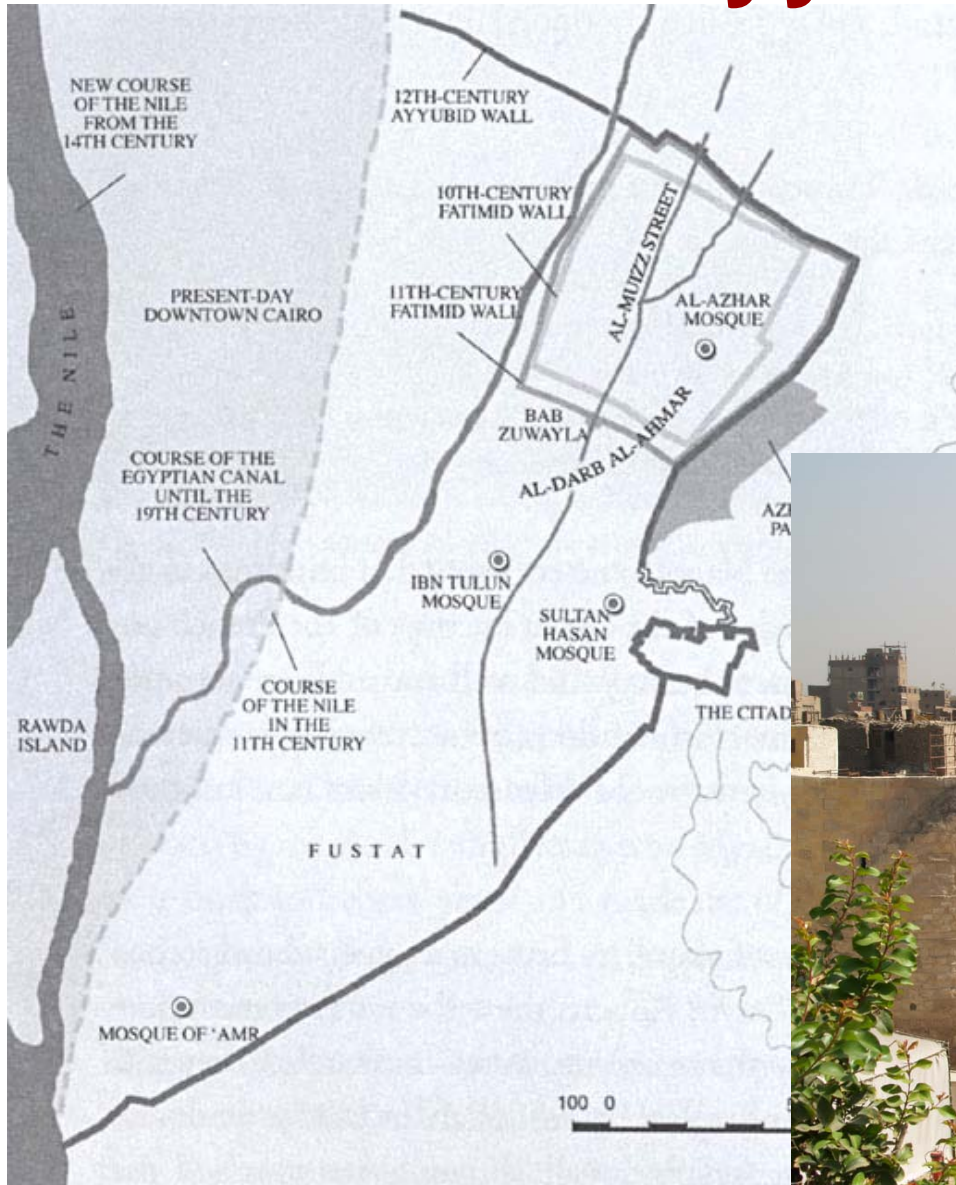 NEW COURSE
OF THE NILE
FROM THE
14TH CENTURY
12TH-CENTURY
AYYUBID WALL
10TH-CENTURY
FATIMID WALL
AL-MUIZZ STREET
PRESENT-DAY
DOWNTOWN CAIRO
11TH-CENTURY
FATIMID WALL
AL-AZHAR
MOSQUE
THE NILE
BAB
ZUWAYLA
AL-DARB AL-AHMAR
COURSE OF THE
EGYPTIAN CANAL
UNTIL THE
19TH CENTURY
IBN TULUN
MOSQUE
SULTAN
HASAN
MOSQUE
COURSE
OF THE NILE
IN THE
11TH CENTURY
RAWDA
ISLAND
THE CITAD
FUSTAT
MOSQUE OF ‘AMR
100 0